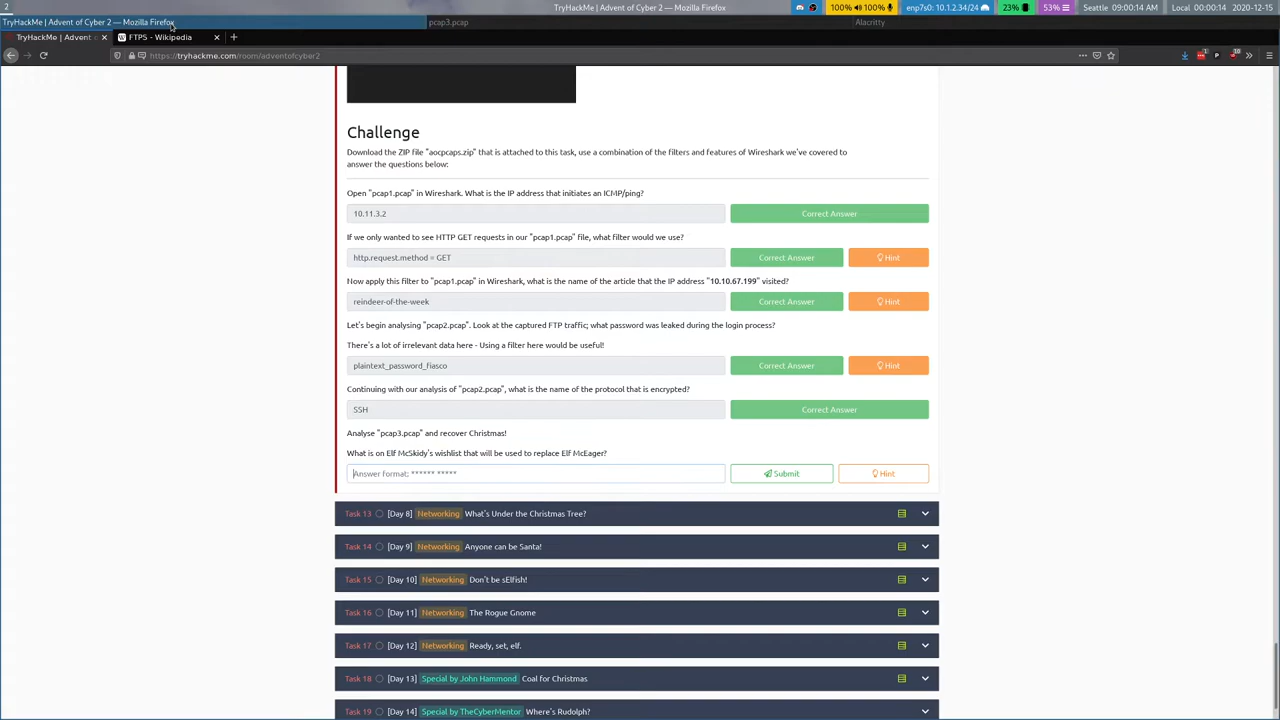 2
TryHackMe | Advent of Cyber 2 — Mozilla Firefox
100% 100% enp7s0: 10.1.2.34/24 23% 53% Seattle: 09:00:14 AM Local: 00:00:14 2020-12-15
TryHackMe | Advent of Cyber 2 — Mozilla Firefox pcap3.pcap Alacritty
TryHackMe | Advent × W FTPS - Wikipedia × +
https://tryhackme.com/room/adventofcyber2
Challenge
Download the ZIP file "aocpcaps.zip" that is attached to this task, use a combination of the filters and features of Wireshark we've covered to
answer the questions below:
Open "pcap1.pcap" in Wireshark. What is the IP address that initiates an ICMP/ping?
10.11.3.2 Correct Answer
If we only wanted to see HTTP GET requests in our "pcap1.pcap" file, what filter would we use?
http.request.method = GET Correct Answer Hint
Now apply this filter to "pcap1.pcap" in Wireshark, what is the name of the article that the IP address "10.10.67.199" visited?
reindeer-of-the-week Correct Answer Hint
Let's begin analysing "pcap2.pcap". Look at the captured FTP traffic; what password was leaked during the login process?
There's a lot of irrelevant data here - Using a filter here would be useful!
plaintext_password_fiasco Correct Answer Hint
Continuing with our analysis of "pcap2.pcap", what is the name of the protocol that is encrypted?
SSH Correct Answer
Analyse "pcap3.pcap" and recover Christmas!
What is on Elf McSkidy's wishlist that will be used to replace Elf McEager?
Answer format: ****** ***** Submit Hint
Task 13 [Day 8] Networking What's Under the Christmas Tree?
Task 14 [Day 9] Networking Anyone can be Santa!
Task 15 [Day 10] Networking Don't be sElfish!
Task 16 [Day 11] Networking The Rogue Gnome
Task 17 [Day 12] Networking Ready, set, elf.
Task 18 [Day 13] Special by John Hammond Coal for Christmas
Task 19 [Day 14] Special by TheCyberMentor Where's Rudolph?